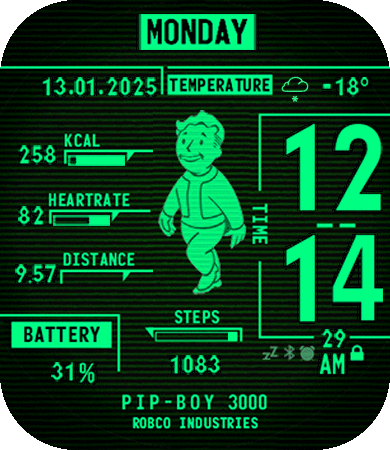 MONDAY
13.01.2025 TEMPERATURE -18°
KCAL
258
HEARTRATE
82
DISTANCE
9.57
TIME
12
14
29
AM
zZ
STEPS
1083
BATTERY
31%
PIP-BOY 3000
ROBCO INDUSTRIES